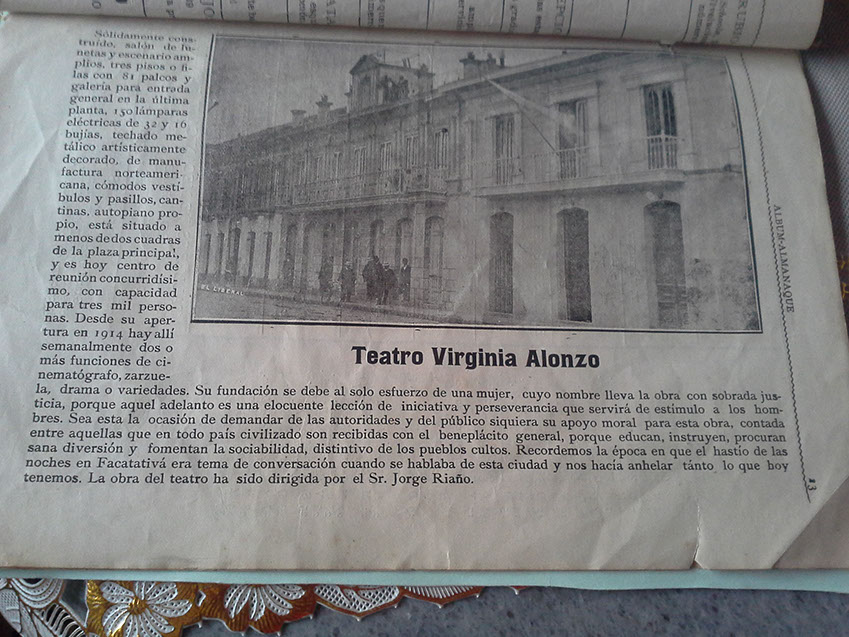 Sólidamente cons-
truído, salón de lu-
netas y escenario am-
plios, tres pisos o fi-
las con 81 palcos y
galería para entrada
general en la última
planta, 150 lámparas
eléctricas de 32 y 16
bujías, techado me-
tálico artísticamente
decorado, de manu-
factura norteameri-
cana, cómodos vestí-
bulos y pasillos, can-
tinas, autopiano pro-
pio, está situado a
menos de dos cuadras
de la plaza principal,
y es hoy centro de
reunión concurridísi-
mo, con capacidad
para tres mil perso-
nas. Desde su aper-
tura en 1914 hay allí
semanalmente dos o
más funciones de ci-
nematógrafo, zarzue-
EL LIBERAL
Teatro Virginia Alonzo
la, drama o variedades. Su fundación se debe al solo esfuerzo de una mujer, cuyo nombre lleva la obra con sobrada jus-
ticia, porque aquel adelanto es una elocuente lección de iniciativa y perseverancia que servirá de estímulo a los hom-
bres. Sea esta la ocasión de demandar de las autoridades y del público siquiera su apoyo moral para esta obra, contada
entre aquellas que en todo país civilizado son recibidas con el beneplácito general, porque educan, instruyen, procuran
sana diversión y fomentan la sociabilidad, distintivo de los pueblos cultos. Recordemos la época en que el hastío de las
noches en Facatativá era tema de conversación cuando se hablaba de esta ciudad y nos hacía anhelar tánto lo que hoy
tenemos. La obra del teatro ha sido dirigida por el Sr. Jorge Riaño.
ALBUM-ALMANAQUE